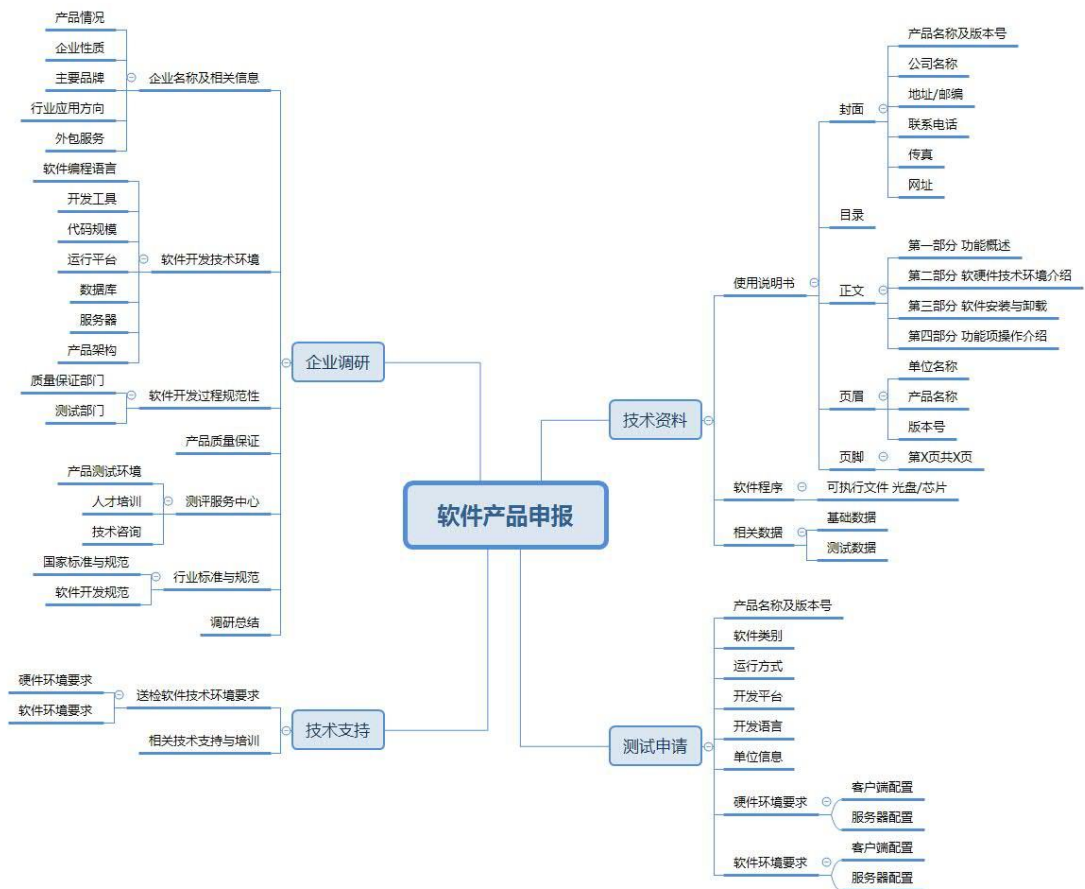 软件产品申报
企业调研
企业名称及相关信息
产品情况
企业性质
主要品牌
行业应用方向
外包服务
软件开发技术环境
软件编程语言
开发工具
代码规模
运行平台
数据库
服务器
产品架构
软件开发过程规范性
质量保证部门
测试部门
产品质量保证
测评服务中心
产品测试环境
人才培训
技术咨询
行业标准与规范
国家标准与规范
软件开发规范
调研总结
技术支持
送检软件技术环境要求
硬件环境要求
软件环境要求
相关技术支持与培训
技术资料
使用说明书
封面
产品名称及版本号
公司名称
地址/邮编
联系电话
传真
网址
目录
正文
第一部分 功能概述
第二部分 软硬件技术环境介绍
第三部分 软件安装与卸载
第四部分 功能项操作介绍
页眉
单位名称
产品名称
版本号
页脚
第X页共X页
软件程序
可执行文件 光盘/芯片
相关数据
基础数据
测试数据
测试申请
产品名称及版本号
软件类别
运行方式
开发平台
开发语言
单位信息
硬件环境要求
客户端配置
服务器配置
软件环境要求
客户端配置
服务器配置